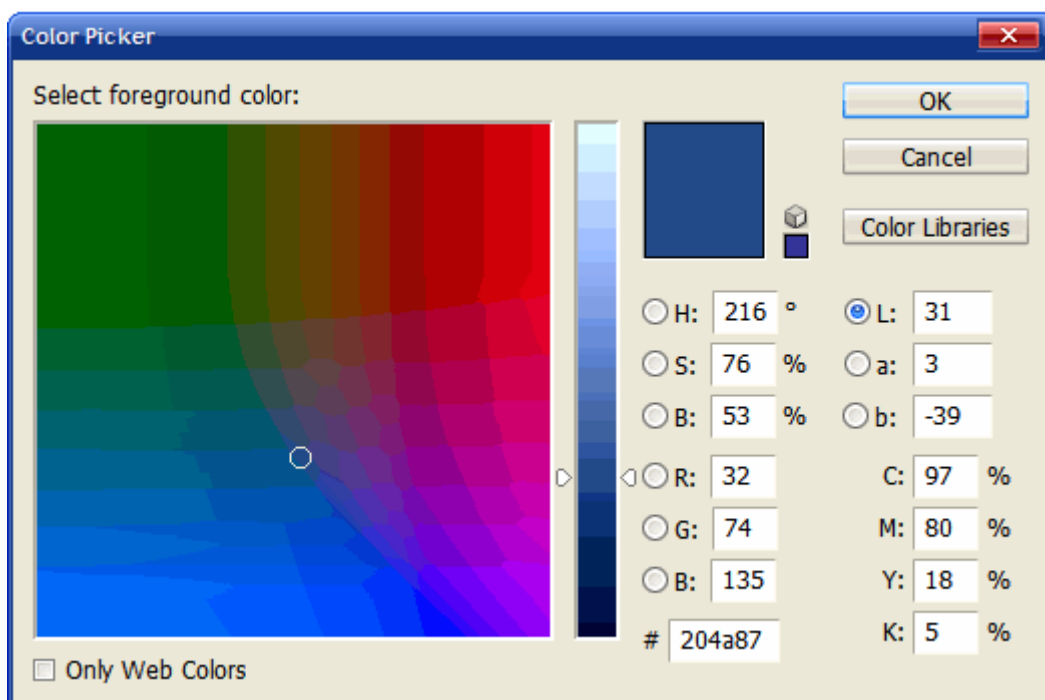 Color Picker
Select foreground color:
OK
Cancel
Color Libraries
H: 216 ° L: 31
S: 76 % a: 3
B: 53 % b: -39
R: 32 C: 97 %
G: 74 M: 80 %
B: 135 Y: 18 %
# 204a87 K: 5 %
Only Web Colors